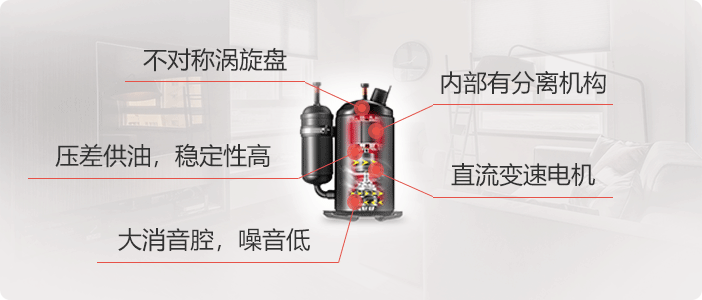 不对称涡旋盘
内部有分离机构
压差供油，稳定性高
直流变速电机
大消音腔，噪音低